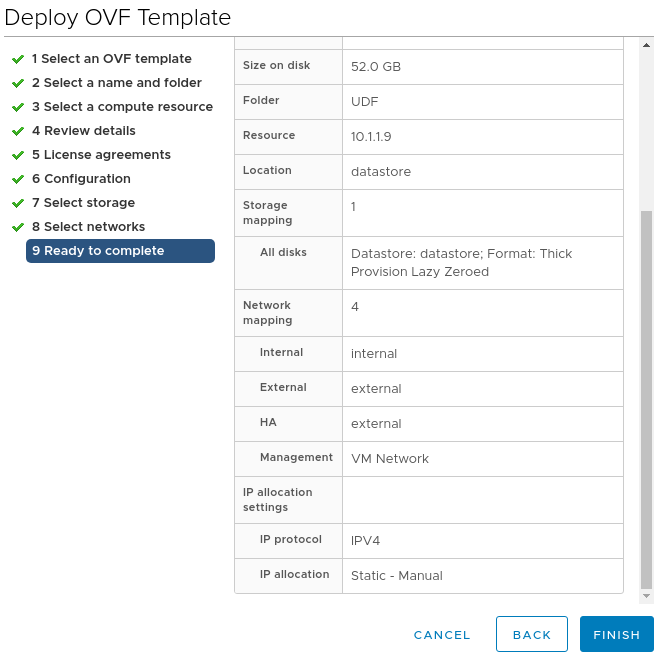 Deploy OVF Template
1 Select an OVF template
2 Select a name and folder
3 Select a compute resource
4 Review details
5 License agreements
6 Configuration
7 Select storage
8 Select networks
9 Ready to complete
Size on disk 52.0 GB
Folder UDF
Resource 10.1.1.9
Location datastore
Storage mapping 1
All disks Datastore: datastore; Format: Thick
Provision Lazy Zeroed
Network mapping 4
Internal internal
External external
HA external
Management VM Network
IP allocation settings
IP protocol IPV4
IP allocation Static - Manual
CANCEL BACK FINISH